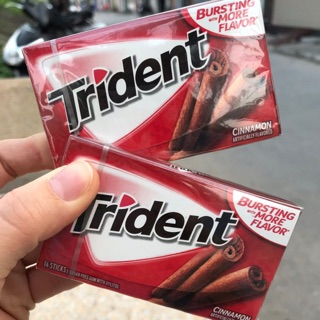 BURSTING
WITH MORE
FLAVOR
Trident
CINNAMON
ARTIFICIALLY FLAVORED
BURSTING
WITH MORE
FLAVOR
Trident
14 STICKS SUGAR FREE GUM WITH XYLITOL
CINNAMON
ARTIFICIALLY FLAVORED